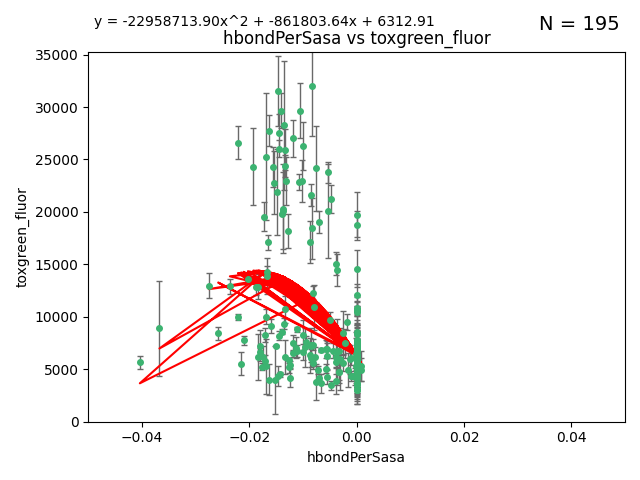 y = -22958713.90x^2 + -861803.64x + 6312.91
N = 195
hbondPerSasa vs toxgreen_fluor
35000
30000
25000
20000
15000
10000
5000
0
toxgreen_fluor
−0.04
−0.02
0.00
0.02
0.04
hbondPerSasa